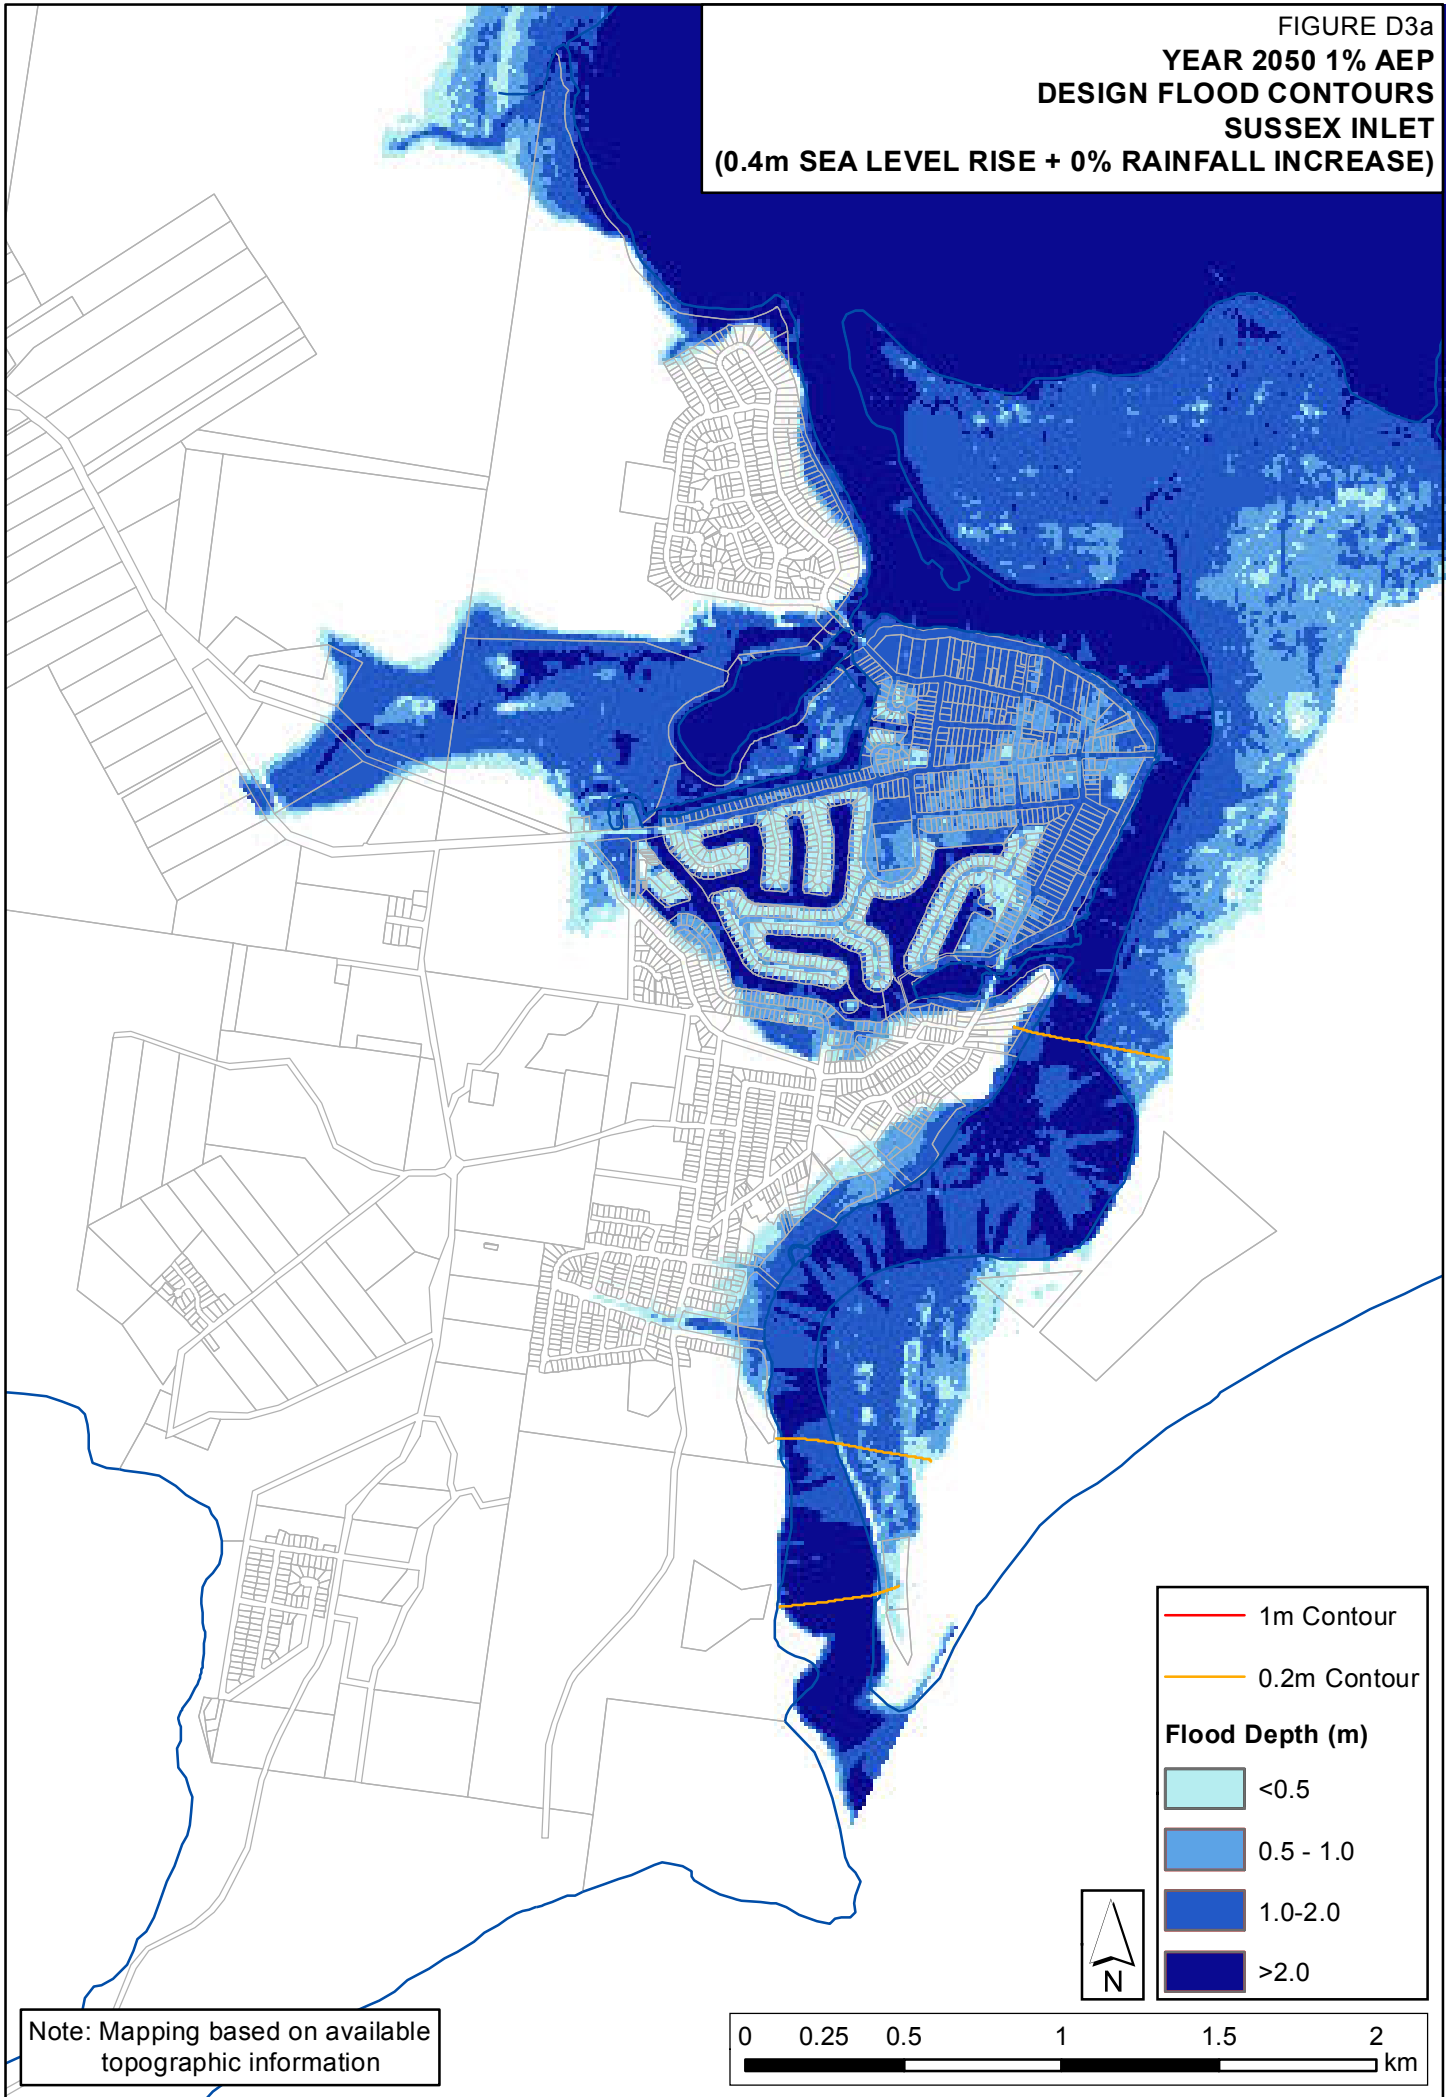 FIGURE D3a
YEAR 2050 1% AEP
DESIGN FLOOD CONTOURS
SUSSEX INLET
(0.4m SEA LEVEL RISE + 0% RAINFALL INCREASE)
1m Contour
0.2m Contour
Flood Depth (m)
<0.5
0.5 - 1.0
1.0-2.0
>2.0
N
Note: Mapping based on available
topographic information
0 0.25 0.5 1 1.5 2
km